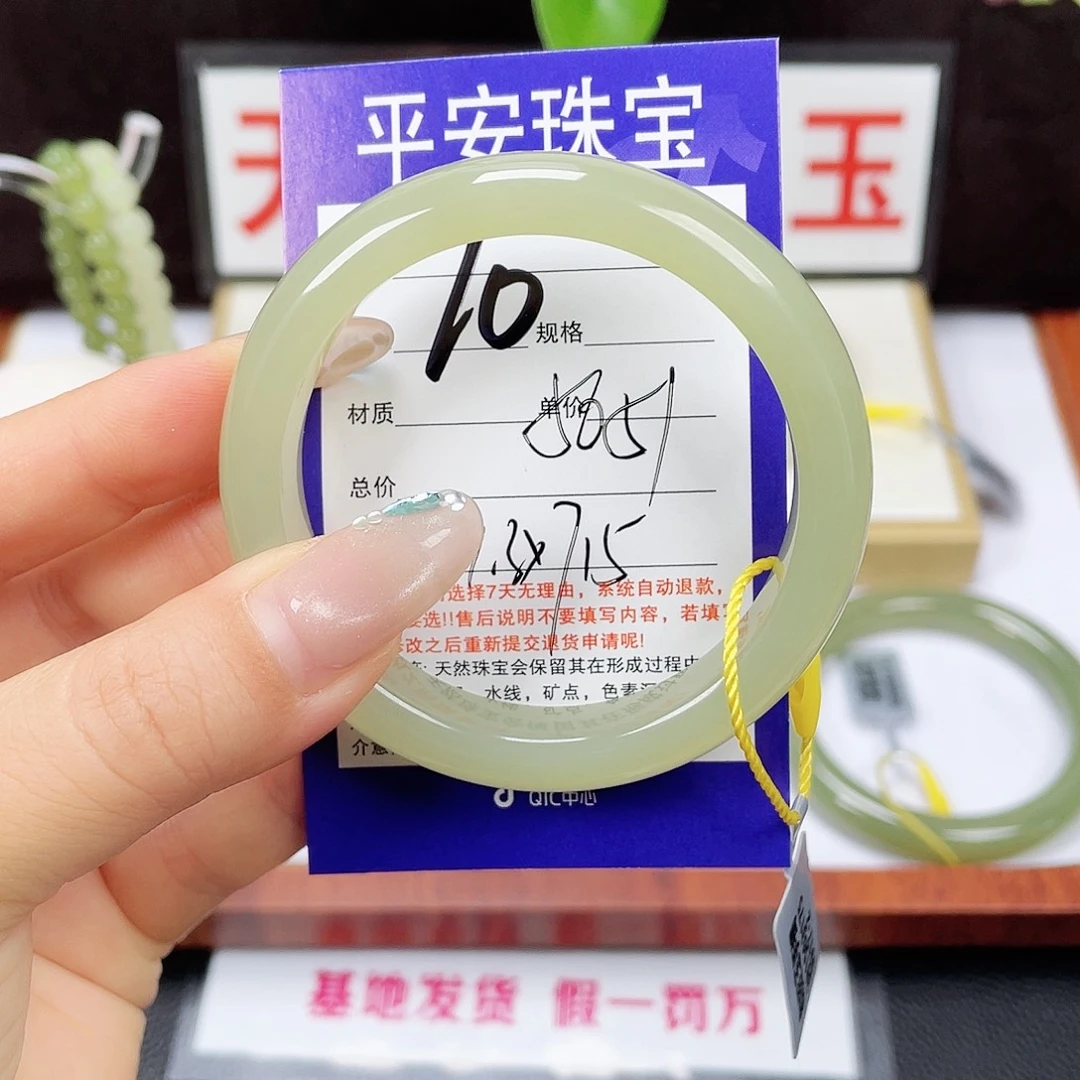 平安珠宝
玉
10
规格
材质
单价
5651
总价
选择7天无理由,系统自动退款,
选!!售后说明不要填写内容,若填写
改之后重新提交退货申请呢!
天然珠宝会保留其在形成过程中
水线,矿点,色素沉
QIC中心
基地发货 假一罚万